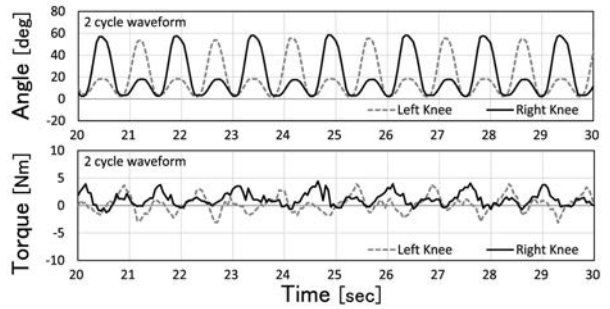 80
2 cycle waveform
60
40
20
0
-20
Angle [deg]
Left Knee Right Knee
20 21 22 23 24 25 26 27 28 29 30
10
2 cycle waveform
5
0
-5
-10
Torque [Nm]
Left Knee Right Knee
20 21 22 23 24 25 26 27 28 29 30
Time [sec]